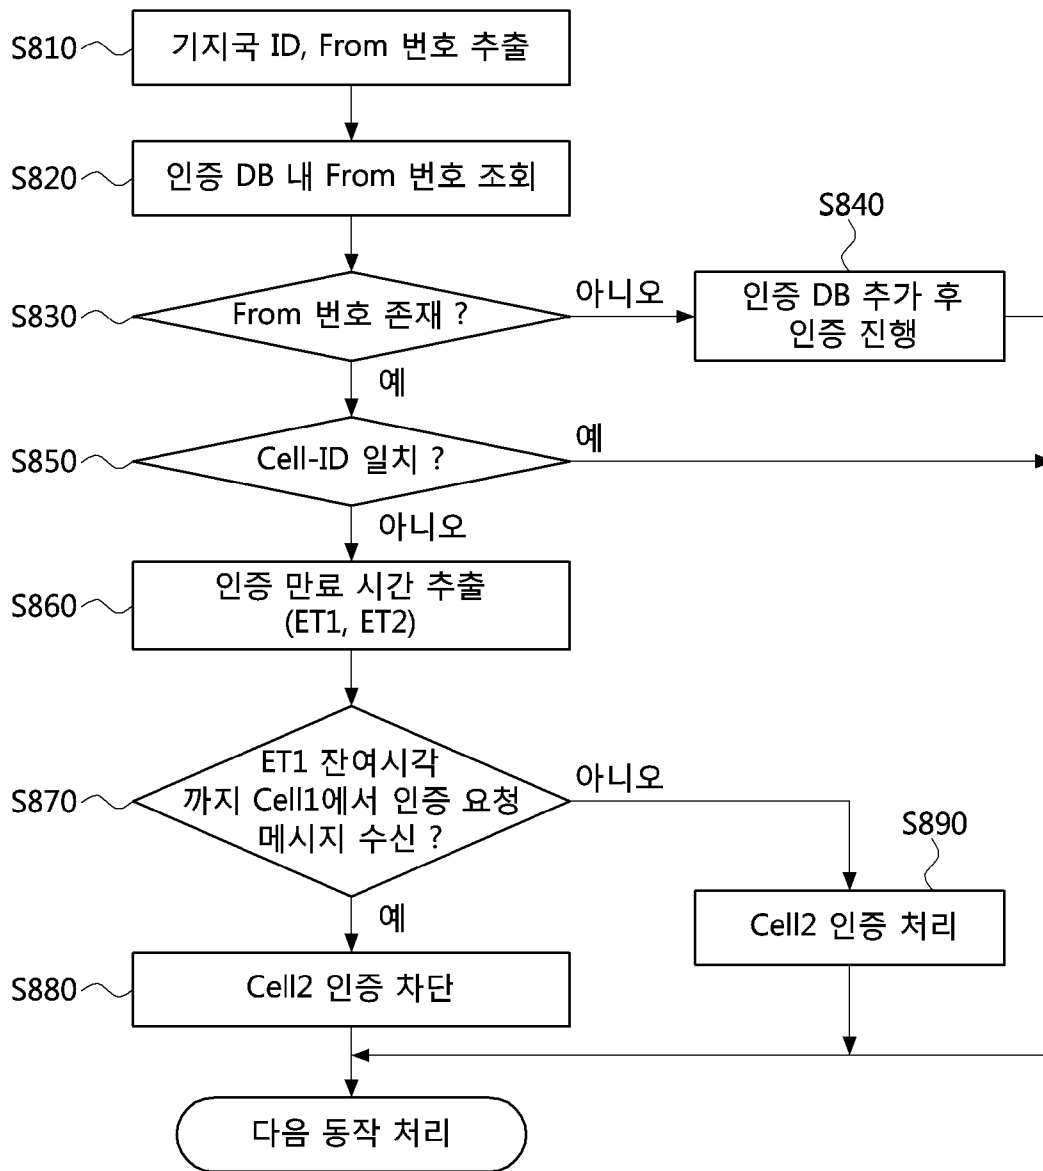 S810
기지국 ID, From 번호 추출
S820
인증 DB 내 From 번호 조회
S840
S830
From 번호 존재 ?
아니오
인증 DB 추가 후
인증 진행
예
S850
Cell-ID 일치 ?
예
아니오
S860
인증 만료 시간 추출
(ET1, ET2)
S870
ET1 잔여시각
까지 Cell1에서 인증 요청
메시지 수신 ?
아니오
S890
예
Cell2 인증 처리
S880
Cell2 인증 차단
다음 동작 처리